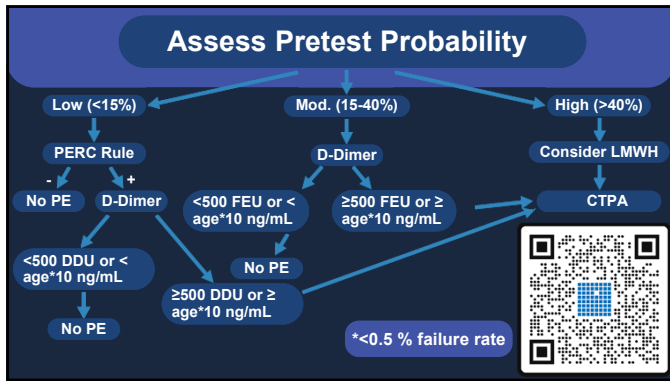 Assess Pretest Probability
Low (<15%)
Mod. (15-40%)
High (>40%)
PERC Rule
D-Dimer
Consider LMWH
- +
No PE
D-Dimer
<500 FEU or <
age*10 ng/mL
≥500 FEU or ≥
age*10 ng/mL
CTPA
<500 DDU or <
age*10 ng/mL
No PE
≥500 DDU or ≥
age*10 ng/mL
No PE
*<0.5 % failure rate